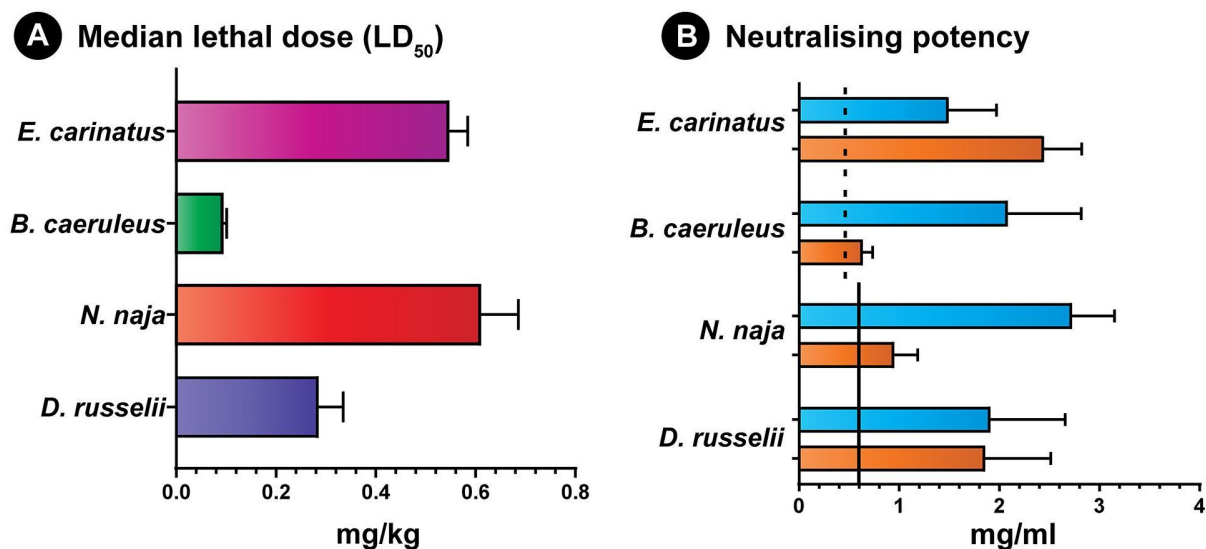 A Median lethal dose (LD50)
E. carinatus
B. caeruleus
N. naja
D. russelii
0.0 0.2 0.4 0.6 0.8
mg/kg
B Neutralising potency
E. carinatus
B. caeruleus
N. naja
D. russelii
0 1 2 3 4
mg/ml